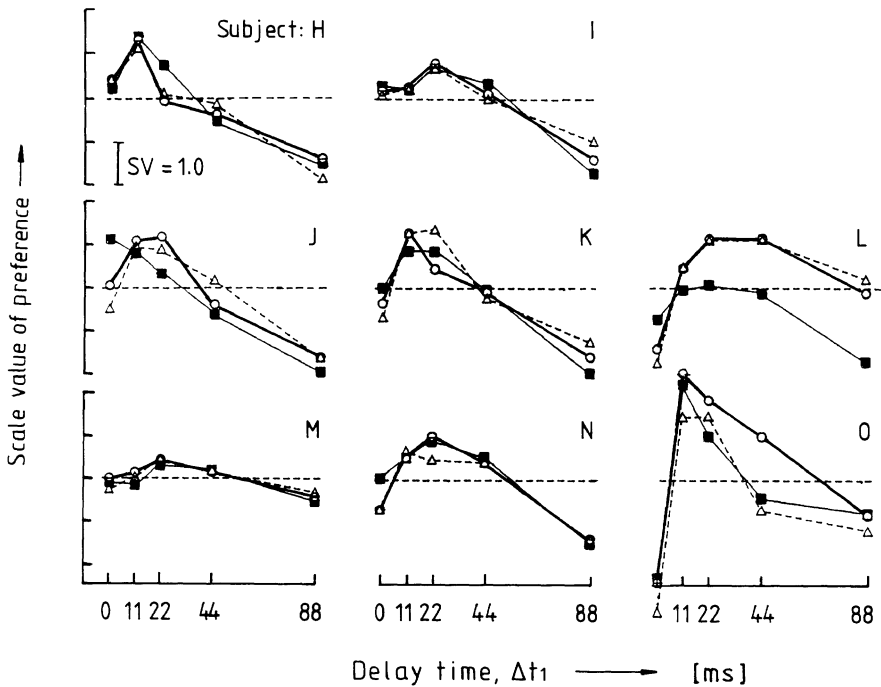 Subject: H
I
SV = 1.0
J
K
L
M
N
O
Scale value of preference
0 11 22 44 88
0 11 22 44 88
11 22 44 88
Delay time, Δt1 [ms]